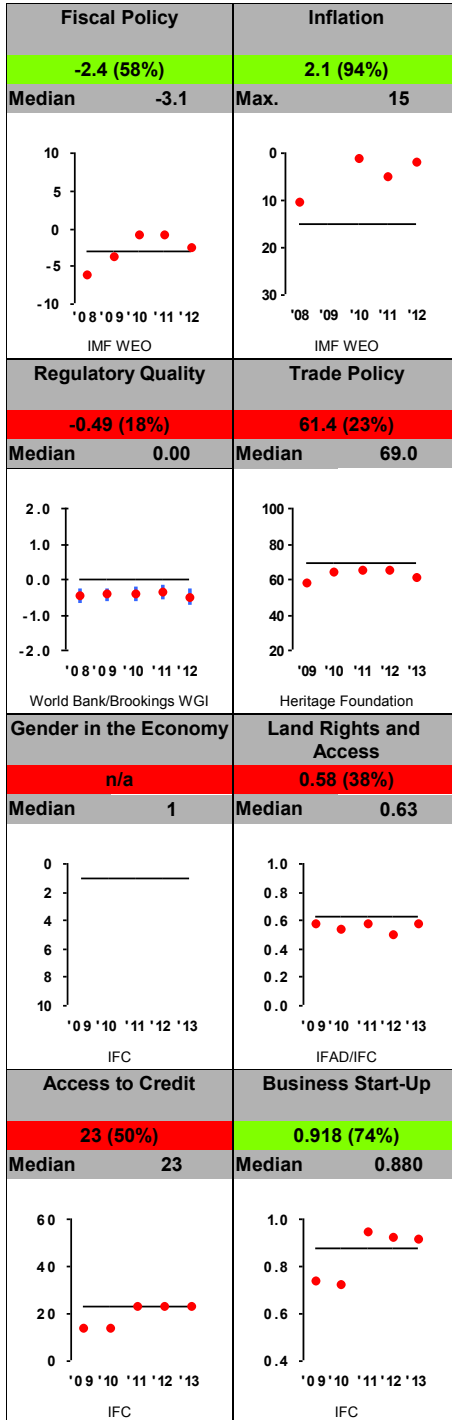 Fiscal Policy
-2.4 (58%)
Median -3.1
10
5
0
-5
-10
'08 '09 '10 '11 '12
IMF WEO
Inflation
2.1 (94%)
Max. 15
0
10
20
30
'08 '09 '10 '11 '12
IMF WEO
Regulatory Quality
-0.49 (18%)
Median 0.00
2.0
1.0
0.0
-1.0
-2.0
'08 '09 '10 '11 '12
World Bank/Brookings WGI
Trade Policy
61.4 (23%)
Median 69.0
100
80
60
40
20
'09 '10 '11 '12 '13
Heritage Foundation
Gender in the Economy
n/a
Median 1
0
2
4
6
8
10
'09 '10 '11 '12 '13
IFC
Land Rights and
Access
0.58 (38%)
Median 0.63
1.0
0.8
0.6
0.4
0.2
0.0
'09 '10 '11 '12 '13
IFAD/IFC
Access to Credit
23 (50%)
Median 23
60
40
20
0
'09 '10 '11 '12 '13
IFC
Business Start-Up
0.918 (74%)
Median 0.880
1.0
0.8
0.6
0.4
'09 '10 '11 '12 '13
IFC